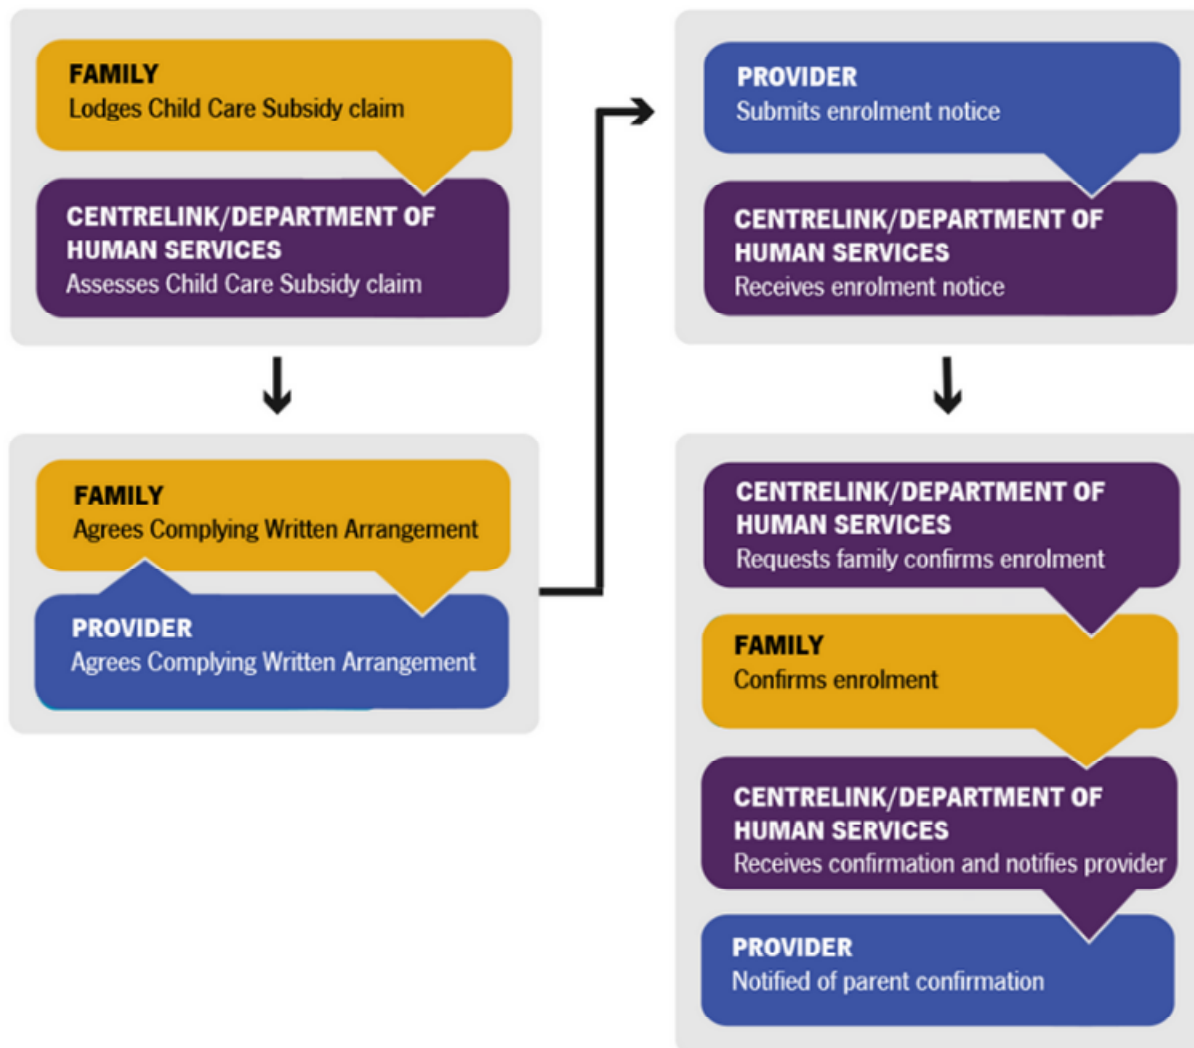 FAMILY
Lodges Child Care Subsidy claim
CENTRELINK/DEPARTMENT OF
HUMAN SERVICES
Assesses Child Care Subsidy claim
FAMILY
Agrees Complying Written Arrangement
PROVIDER
Agrees Complying Written Arrangement
PROVIDER
Submits enrolment notice
CENTRELINK/DEPARTMENT OF
HUMAN SERVICES
Receives enrolment notice
CENTRELINK/DEPARTMENT OF
HUMAN SERVICES
Requests family confirms enrolment
FAMILY
Confirms enrolment
CENTRELINK/DEPARTMENT OF
HUMAN SERVICES
Receives confirmation and notifies provider
PROVIDER
Notified of parent confirmation